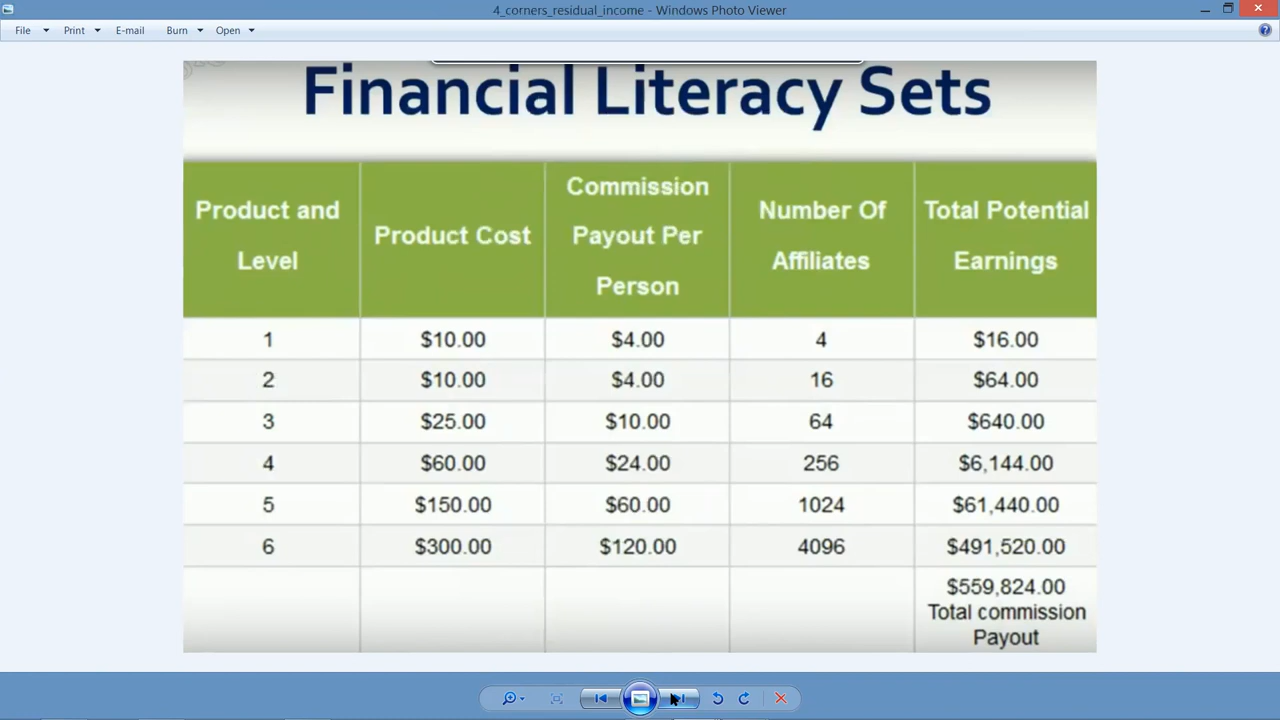 4_corners_residual_income - Windows Photo Viewer
File Print E-mail Burn Open
Financial Literacy Sets
Product and Level Product Cost Commission Payout Per Person Number Of Affiliates Total Potential Earnings
1 $10.00 $4.00 4 $16.00
2 $10.00 $4.00 16 $64.00
3 $25.00 $10.00 64 $640.00
4 $60.00 $24.00 256 $6,144.00
5 $150.00 $60.00 1024 $61,440.00
6 $300.00 $120.00 4096 $491,520.00
$559,824.00
Total commission
Payout